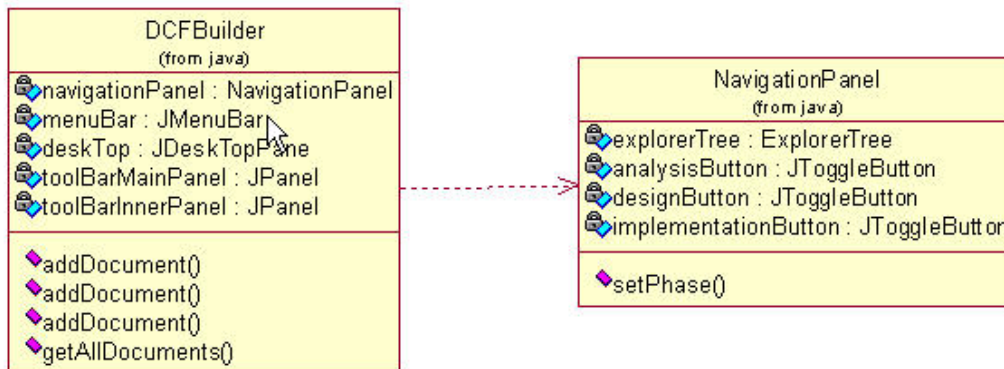 DCFBuilder
(from java)
navigationPanel : NavigationPanel
menuBar : JMenuBar
deskTop : JDeskTopPane
toolBarMainPanel : JPanel
toolBarInnerPanel : JPanel
addDocument()
addDocument()
addDocument()
getAllDocuments()
NavigationPanel
(from java)
explorerTree : ExplorerTree
analysisButton : JToggleButton
designButton : JToggleButton
implementationButton : JToggleButton
setPhase()